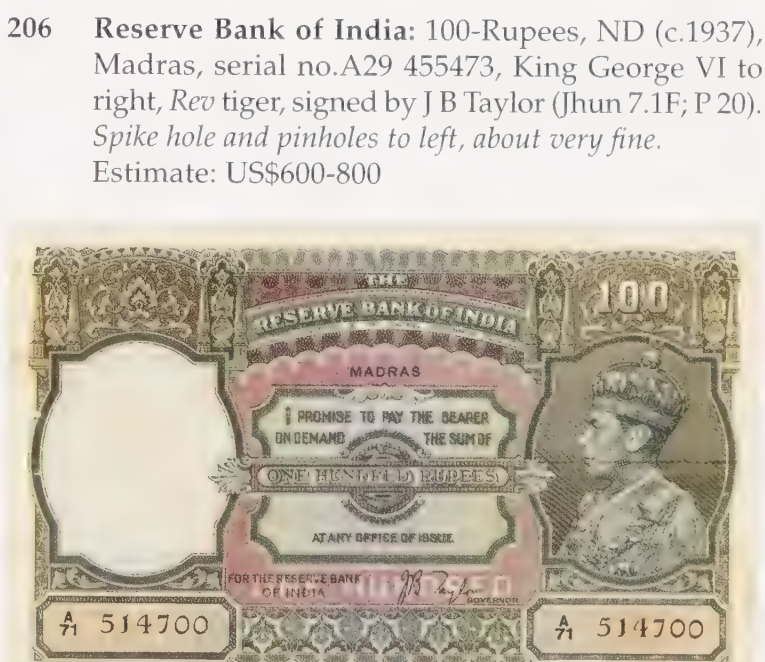 206 Reserve Bank of India: 100-Rupees, ND (c.1937),
Madras, serial no.A29 455473, King George VI to
right, Rev tiger, signed by J B Taylor (Jhun 7.1F; P 20).
Spike hole and pinholes to left, about very fine.
Estimate: US$600-800
THE
RESERVE BANK OF INDIA
100
MADRAS
I PROMISE TO PAY THE BEARER
ON DEMAND THE SUM OF
ONE HUNDRED RUPEES
AT ANY OFFICE OF ISSUE
FOR THE RESERVE BANK
OF INDIA
JB Taylor
GOVERNOR
HUNDRED
A/71 514700
A/71 514700